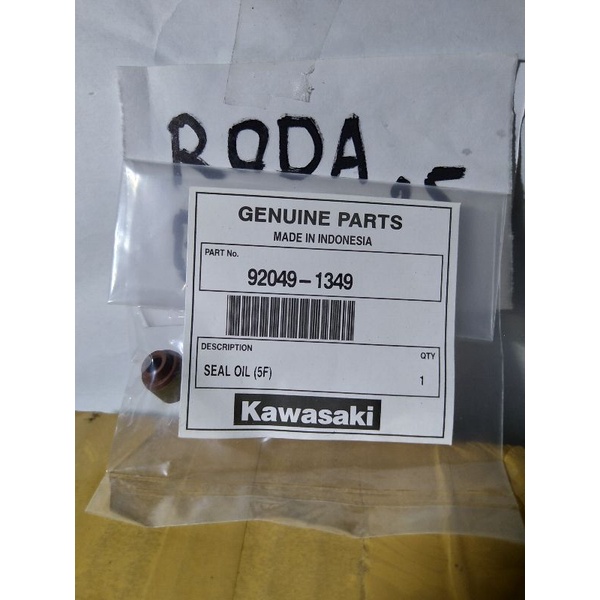 RODA
GENUINE PARTS
MADE IN INDONESIA
PART No.
92049-1349
DESCRIPTION
QTY
SEAL OIL (5F)
1
Kawasaki